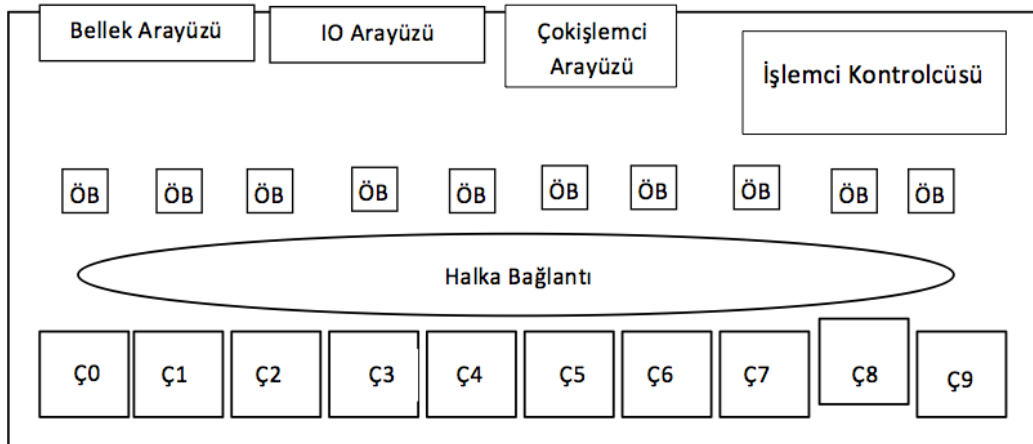 Bellek Arayüzü
IO Arayüzü
Çokişlemci
Arayüzü
İşlemci Kontrolcüsü
ÖB ÖB ÖB ÖB ÖB ÖB ÖB ÖB ÖB ÖB
Halka Bağlantı
Ç0 Ç1 Ç2 Ç3 Ç4 Ç5 Ç6 Ç7 Ç8 Ç9